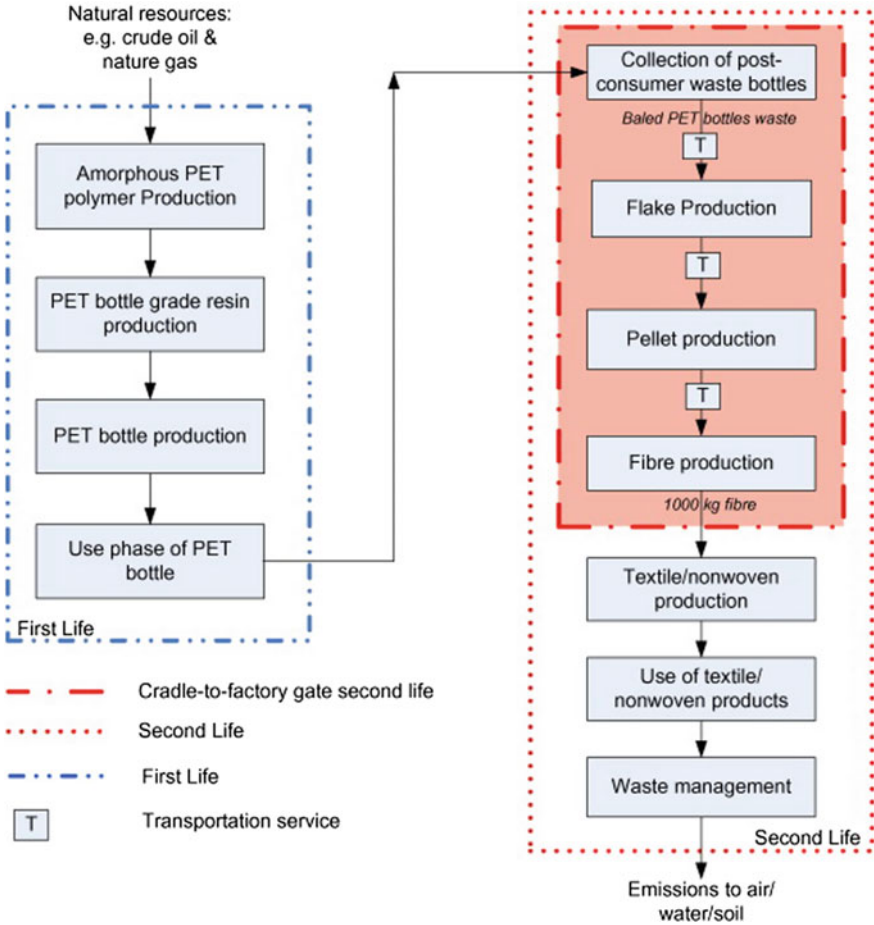 Natural resources:
e.g. crude oil &
nature gas
Amorphous PET
polymer Production
PET bottle grade resin
production
PET bottle production
Use phase of PET
bottle
First Life
Collection of post-
consumer waste bottles
Baled PET bottles waste
T
Flake Production
T
Pellet production
T
Fibre production
1000 kg fibre
Textile/nonwoven
production
Use of textile/
nonwoven products
Waste management
Second Life
Emissions to air/
water/soil
Cradle-to-factory gate second life
Second Life
First Life
T
Transportation service